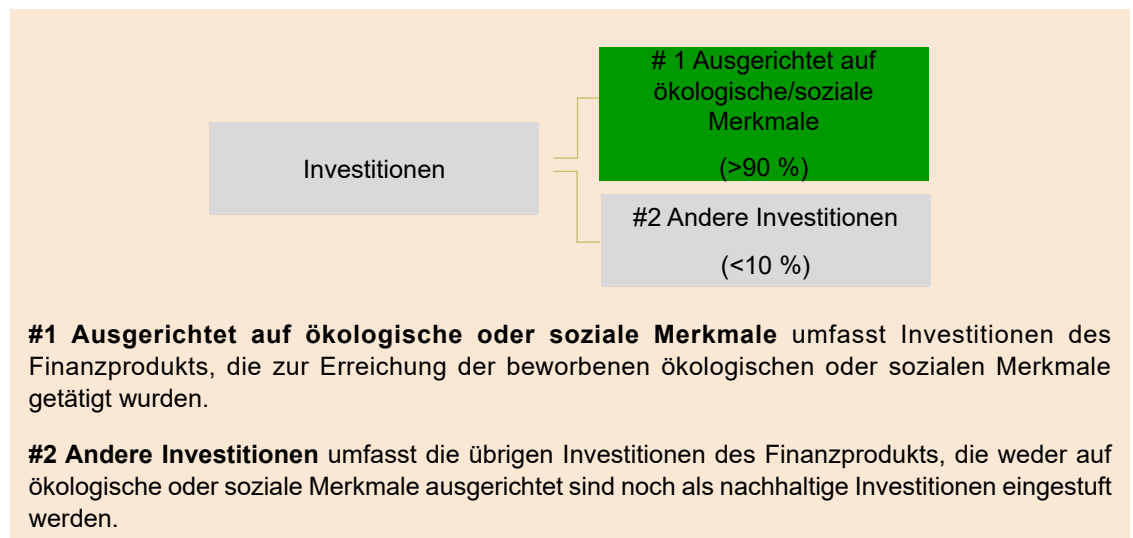 # 1 Ausgerichtet auf
ökologische/soziale
Merkmale
(>90 %)
Investitionen
#2 Andere Investitionen
(<10 %)
#1 Ausgerichtet auf ökologische oder soziale Merkmale umfasst Investitionen des
Finanzprodukts, die zur Erreichung der beworbenen ökologischen oder sozialen Merkmale
getätigt wurden.
#2 Andere Investitionen umfasst die übrigen Investitionen des Finanzprodukts, die weder auf
ökologische oder soziale Merkmale ausgerichtet sind noch als nachhaltige Investitionen eingestuft
werden.